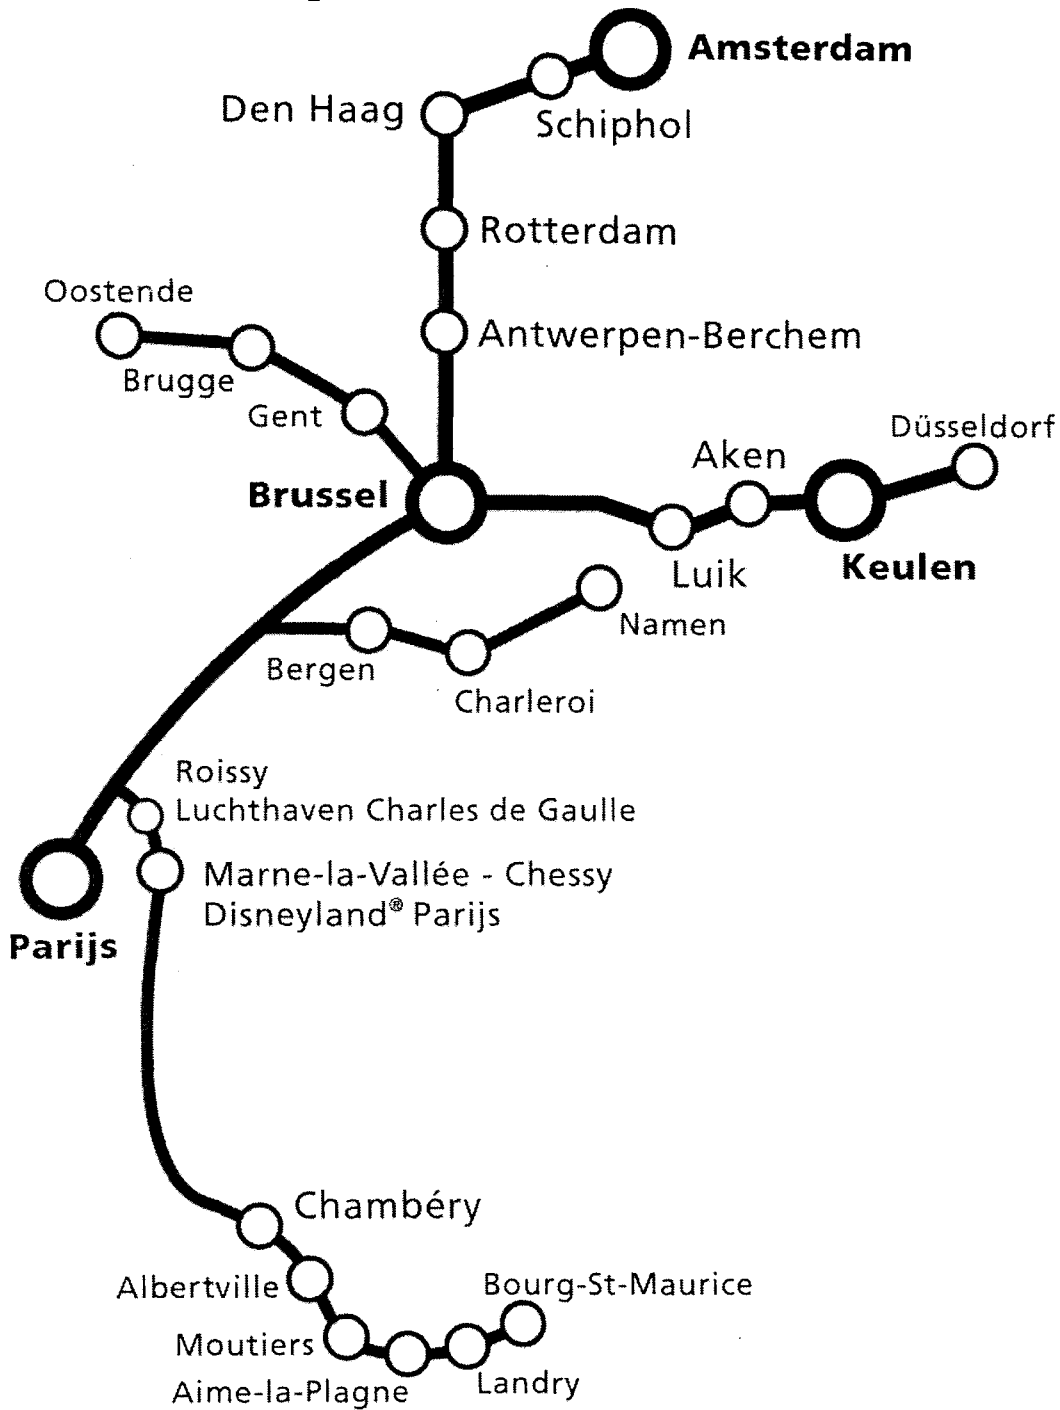 Amsterdam
Den Haag
Schiphol
Rotterdam
Oostende
Antwerpen-Berchem
Brugge
Gent
Düsseldorf
Aken
Brussel
Keulen
Luik
Namen
Bergen
Charleroi
Roissy
Luchthaven Charles de Gaulle
Marne-la-Vallée - Chessy
Disneyland® Parijs
Parijs
Chambéry
Albertville
Bourg-St-Maurice
Moutiers
Landry
Aime-la-Plagne